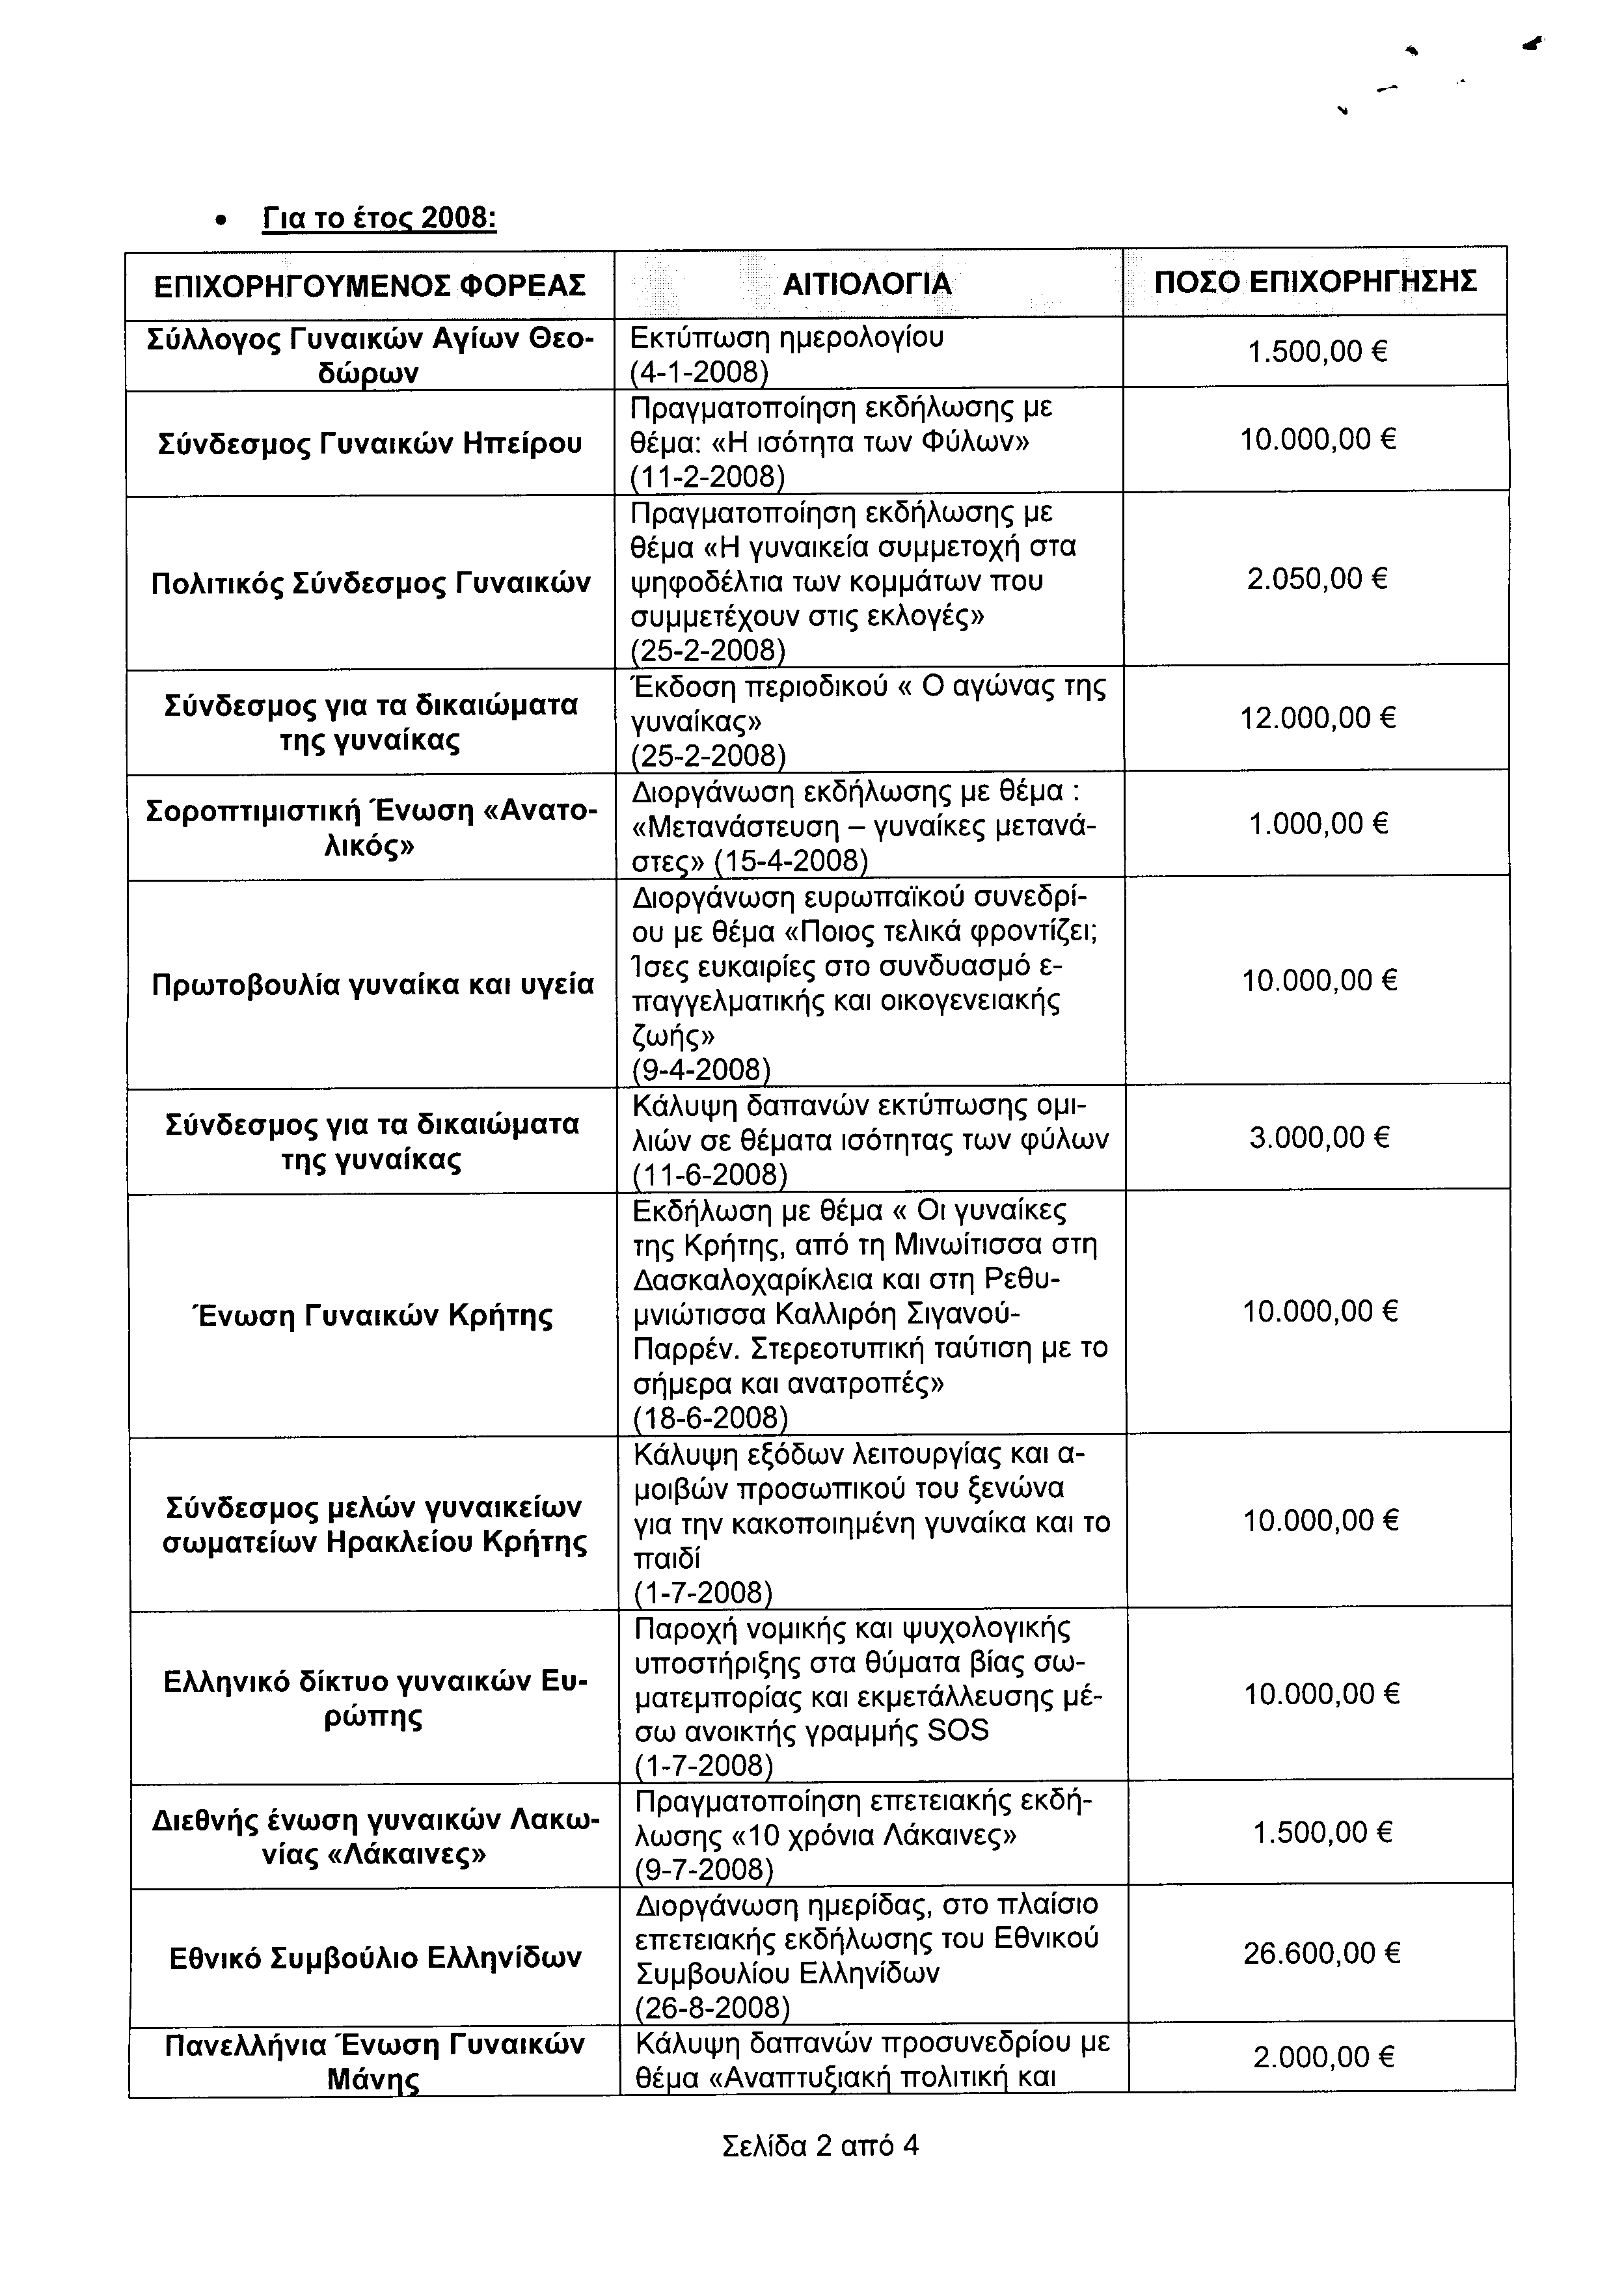 • Για το έτος 2008:
ΕΠΙΧΟΡΗΓΟΥΜΕΝΟΣ ΦΟΡΕΑΣ ΑΙΤΙΟΛΟΓΙΑ ΠΟΣΟ ΕΠΙΧΟΡΗΓΗΣΗΣ
Σύλλογος Γυναικών Αγίων Θεο-
δώρων
Εκτύπωση ημερολογίου
(4-1-2008)
1.500,00 €
Σύνδεσμος Γυναικών Ηπείρου
Πραγματοποίηση εκδήλωσης με
θέμα: «Η ισότητα των Φύλων»
(11-2-2008)
10.000,00 €
Πολιτικός Σύνδεσμος Γυναικών
Πραγματοποίηση εκδήλωσης με
θέμα «Η γυναικεία συμμετοχή στα
ψηφοδέλτια των κομμάτων που
συμμετέχουν στις εκλογές»
(25-2-2008)
2.050,00 €
Σύνδεσμος για τα δικαιώματα
της γυναίκας
Έκδοση περιοδικού « Ο αγώνας της
γυναίκας»
(25-2-2008)
12.000,00 €
Σοροπτιμιστική Ένωση «Ανατο-
λικός»
Διοργάνωση εκδήλωσης με θέμα :
«Μετανάστευση – γυναίκες μετανά-
στες» (15-4-2008)
1.000,00 €
Πρωτοβουλία γυναίκα και υγεία
Διοργάνωση ευρωπαϊκού συνεδρί-
ου με θέμα «Ποιος τελικά φροντίζει;
Ίσες ευκαιρίες στο συνδυασμό ε-
παγγελματικής και οικογενειακής
ζωής»
(9-4-2008)
10.000,00 €
Σύνδεσμος για τα δικαιώματα
της γυναίκας
Κάλυψη δαπανών εκτύπωσης ομι-
λιών σε θέματα ισότητας των φύλων
(11-6-2008)
3.000,00 €
Ένωση Γυναικών Κρήτης
Εκδήλωση με θέμα « Οι γυναίκες
της Κρήτης, από τη Μινωίτισσα στη
Δασκαλοχαρίκλεια και στη Ρεθυ-
μνιώτισσα Καλλιρόη Σιγανού-
Παρρέν. Στερεοτυπική ταύτιση με το
σήμερα και ανατροπές»
(18-6-2008)
10.000,00 €
Σύνδεσμος μελών γυναικείων
σωματείων Ηρακλείου Κρήτης
Κάλυψη εξόδων λειτουργίας και α-
μοιβών προσωπικού του ξενώνα
για την κακοποιημένη γυναίκα και το
παιδί
(1-7-2008)
10.000,00 €
Ελληνικό δίκτυο γυναικών Ευ-
ρώπης
Παροχή νομικής και ψυχολογικής
υποστήριξης στα θύματα βίας σω-
ματεμπορίας και εκμετάλλευσης μέ-
σω ανοικτής γραμμής SOS
(1-7-2008)
10.000,00 €
Διεθνής ένωση γυναικών Λακω-
νίας «Λάκαινες»
Πραγματοποίηση επετειακής εκδή-
λωσης «10 χρόνια Λάκαινες»
(9-7-2008)
1.500,00 €
Εθνικό Συμβούλιο Ελληνίδων
Διοργάνωση ημερίδας, στο πλαίσιο
επετειακής εκδήλωσης του Εθνικού
Συμβουλίου Ελληνίδων
(26-8-2008)
26.600,00 €
Πανελλήνια Ένωση Γυναικών
Μάνης
Κάλυψη δαπανών προσυνεδρίου με
θέμα «Αναπτυξιακή πολιτική και
2.000,00 €
Σελίδα 2 από 4